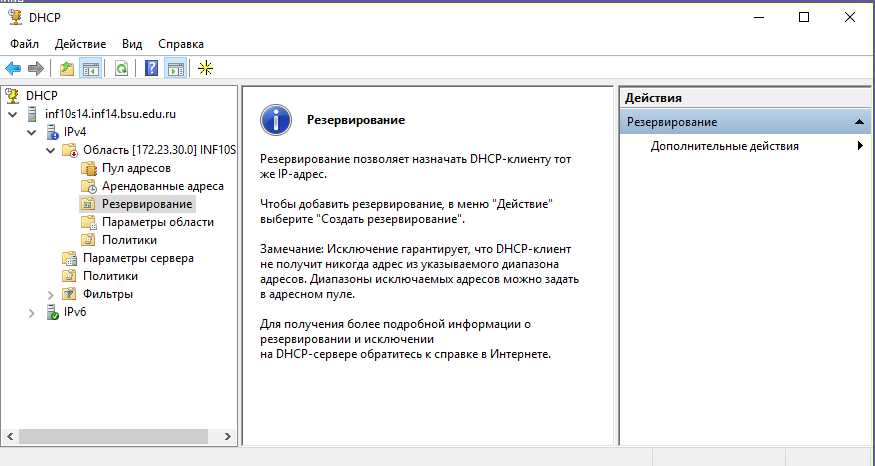 DHCP
Файл Действие Вид Справка
DHCP
inf10s14.inf14.bsu.edu.ru
IPv4
Область [172.23.30.0] INF10S
Пул адресов
Арендованные адреса
Резервирование
Параметры области
Политики
Параметры сервера
Политики
Фильтры
IPv6
Резервирование
Резервирование позволяет назначать DHCP-клиенту тот
же IP-адрес.
Чтобы добавить резервирование, в меню "Действие"
выберите "Создать резервирование".
Замечание: Исключение гарантирует, что DHCP-клиент
не получит никогда адрес из указываемого диапазона
адресов. Диапазоны исключаемых адресов можно задать
в адресном пуле.
Для получения более подробной информации о
резервировании и исключении
на DHCP-сервере обратитесь к справке в Интернете.
Действия
Резервирование
Дополнительные действия